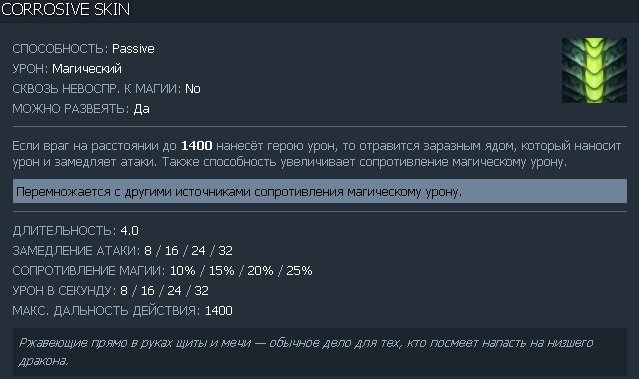 CORROSIVE SKIN
СПОСОБНОСТЬ: Passive
УРОН: Магический
СКВОЗЬ НЕВОСПР. К МАГИИ: No
МОЖНО РАЗВЕЯТЬ: Да
Если враг на расстоянии до 1400 нанесёт герою урон, то отравится заразным ядом, который наносит
урон и замедляет атаки. Также способность увеличивает сопротивление магическому урону.
Перемножается с другими источниками сопротивления магическому урону.
ДЛИТЕЛЬНОСТЬ: 4.0
ЗАМЕДЛЕНИЕ АТАКИ: 8 / 16 / 24 / 32
СОПРОТИВЛЕНИЕ МАГИИ: 10% / 15% / 20% / 25%
УРОН В СЕКУНДУ: 8 / 16 / 24 / 32
МАКС. ДАЛЬНОСТЬ ДЕЙСТВИЯ: 1400
Ржавеющие прямо в руках щиты и мечи — обычное дело для тех, кто посмеет напасть на низшего
дракона.